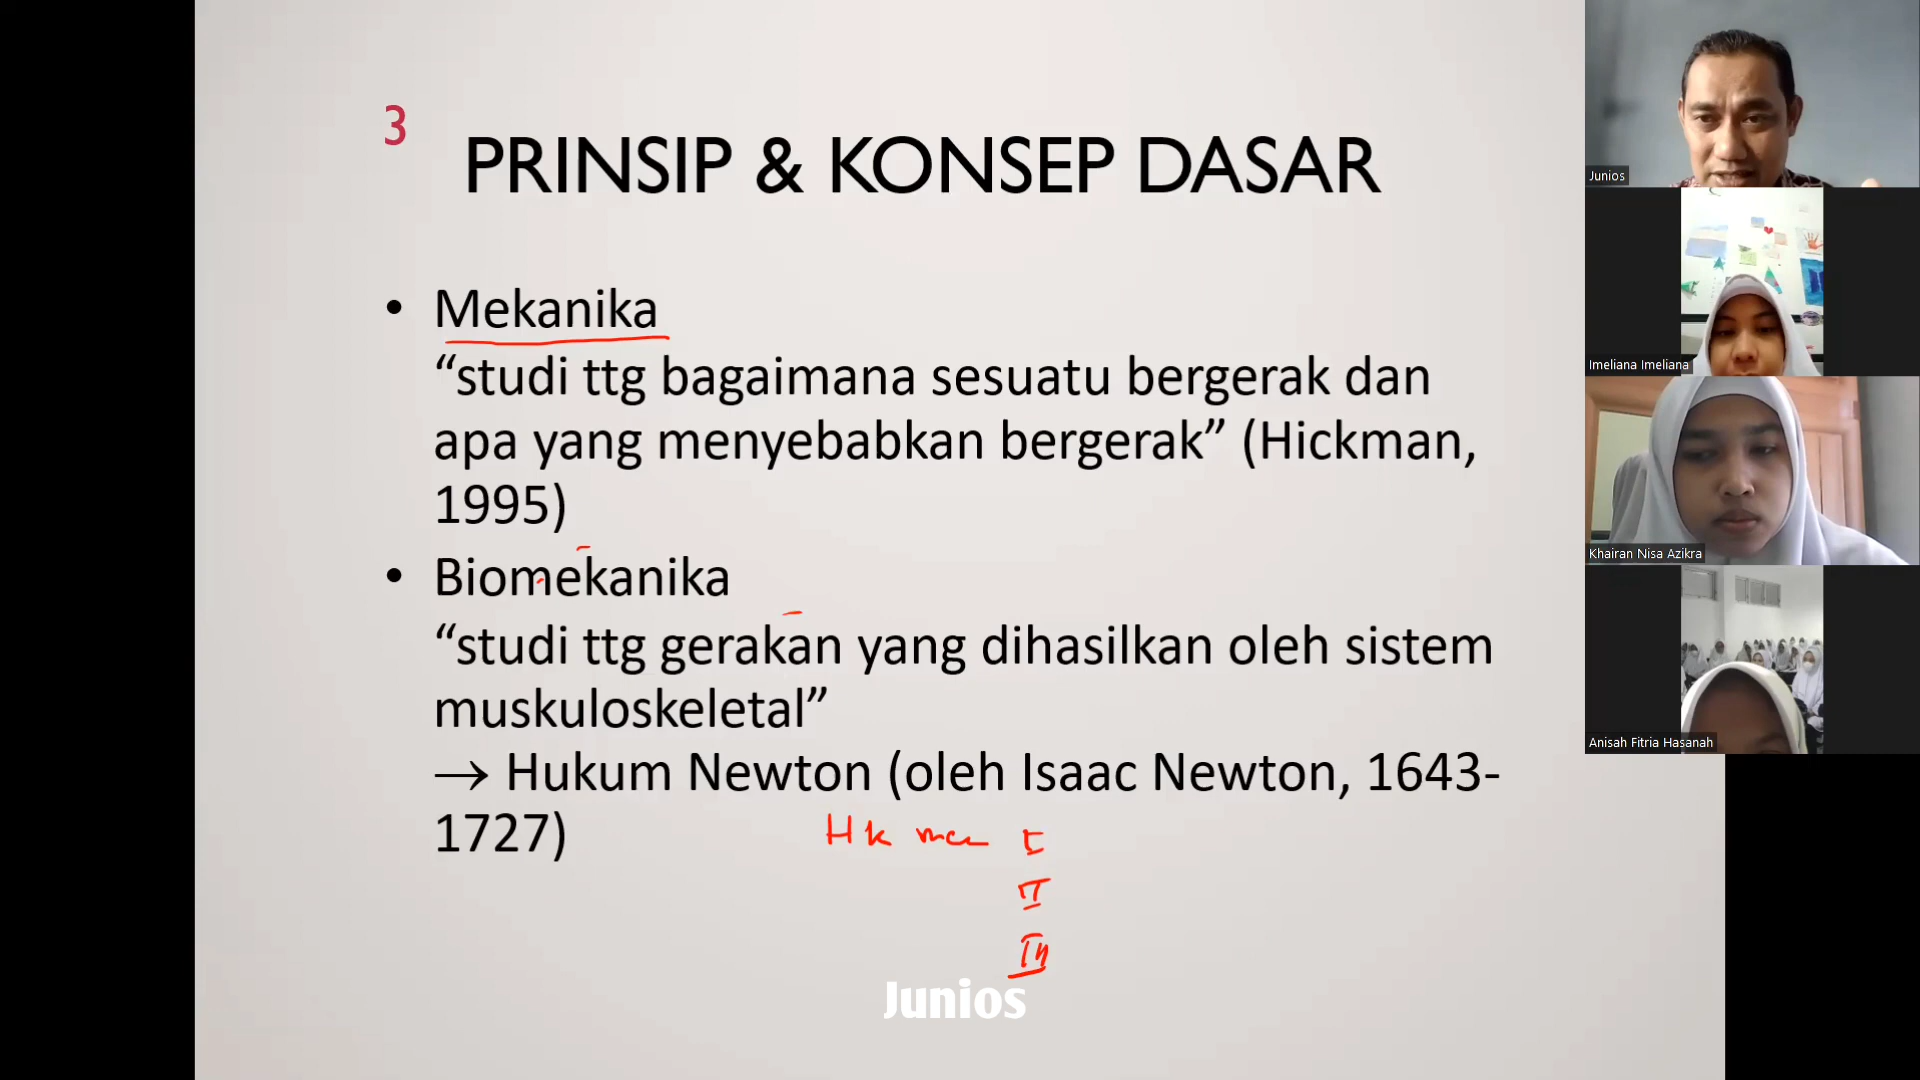 3
PRINSIP & KONSEP DASAR
• Mekanika
“studi ttg bagaimana sesuatu bergerak dan
apa yang menyebabkan bergerak” (Hickman,
1995)
• Biomekanika
“studi ttg gerakan yang dihasilkan oleh sistem
muskuloskeletal”
→ Hukum Newton (oleh Isaac Newton, 1643-
1727)
Hk I
II
III
Junios
Junios
Imeliana Imeliana
Khairan Nisa Azikra
Anisah Fitria Hasanah